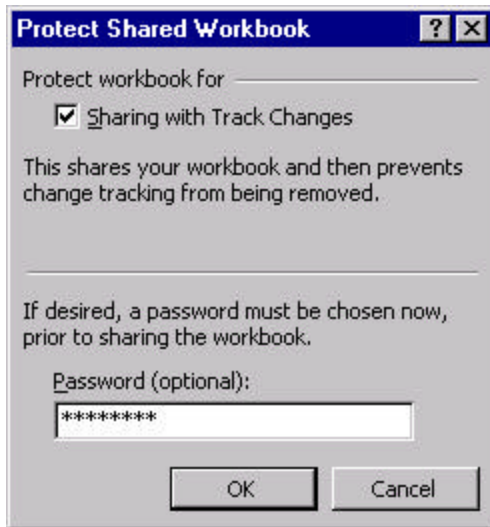 Protect Shared Workbook
Protect workbook for
Sharing with Track Changes
This shares your workbook and then prevents
change tracking from being removed.
If desired, a password must be chosen now,
prior to sharing the workbook.
Password (optional):
********
OK Cancel